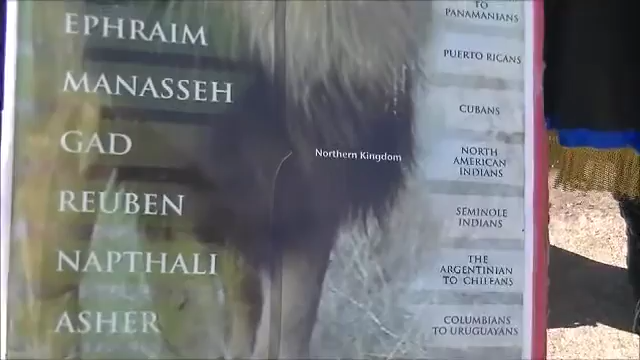 TO
PANAMANIANS
EPHRAIM
PUERTO RICANS
MANASSEH
CUBANS
GAD
Northern Kingdom
NORTH
AMERICAN
INDIANS
REUBEN
SEMINOLE
INDIANS
NAPTHALI
THE
ARGENTINIAN
TO CHILEANS
ASHER
COLUMBIANS
TO URUGUAYANS